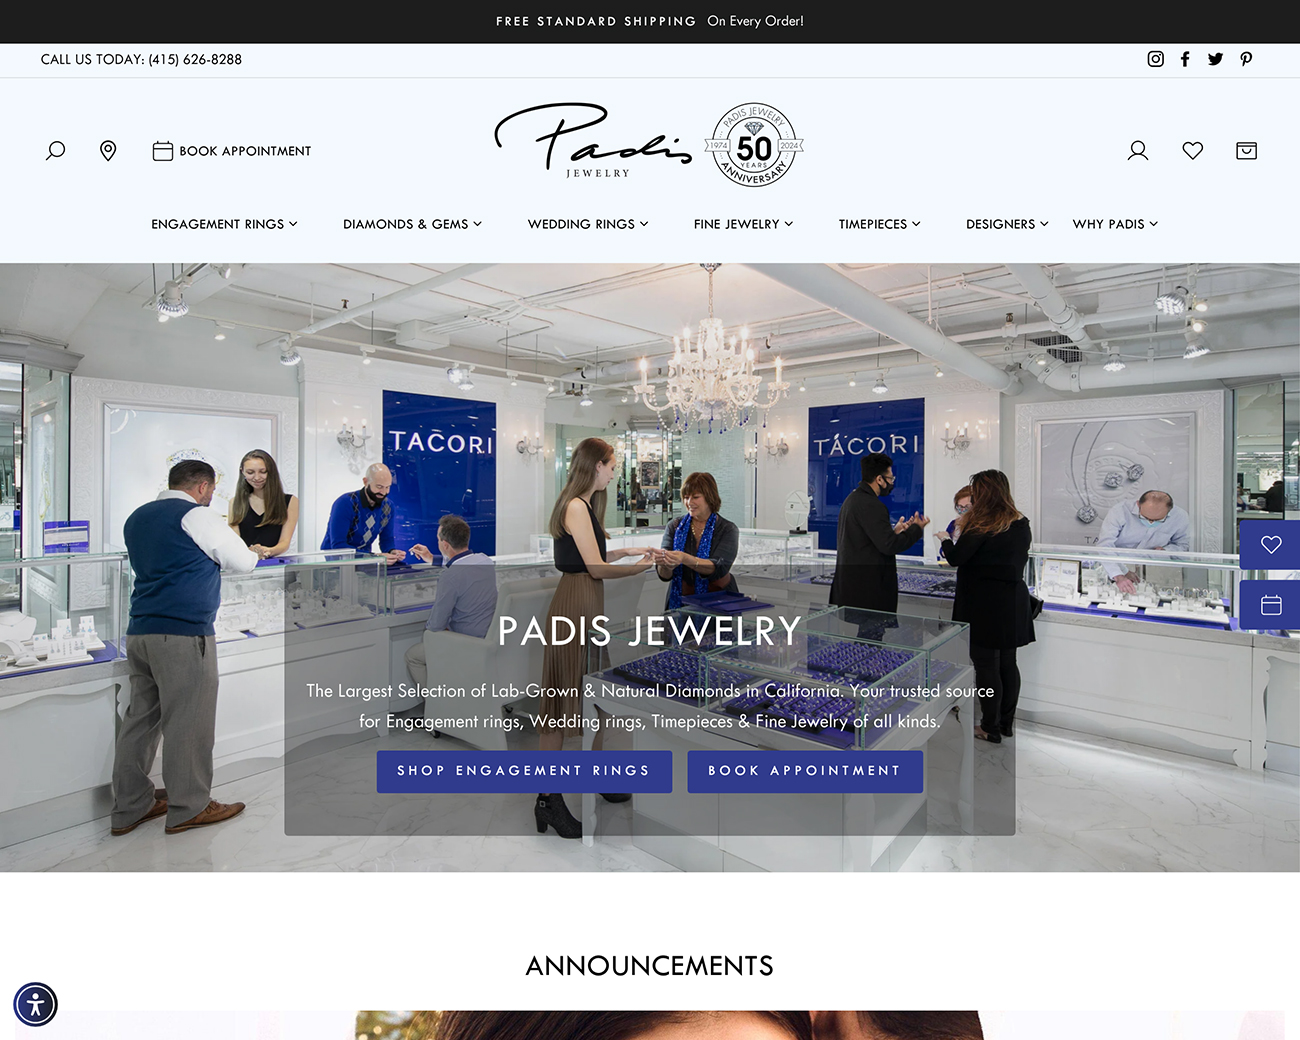 FREE STANDARD SHIPPING On Every Order!
CALL US TODAY: (415) 626-8288
BOOK APPOINTMENT
Padis
JEWELRY
PADIS JEWELRY
1974 50 2024
YEARS
ANNIVERSARY
ENGAGEMENT RINGS DIAMONDS & GEMS WEDDING RINGS FINE JEWELRY TIMEPIECES DESIGNERS WHY PADIS
TACORI
TACORI
PADIS JEWELRY
The Largest Selection of Lab-Grown & Natural Diamonds in California. Your trusted source
for Engagement rings, Wedding rings, Timepieces & Fine Jewelry of all kinds.
SHOP ENGAGEMENT RINGS BOOK APPOINTMENT
ANNOUNCEMENTS